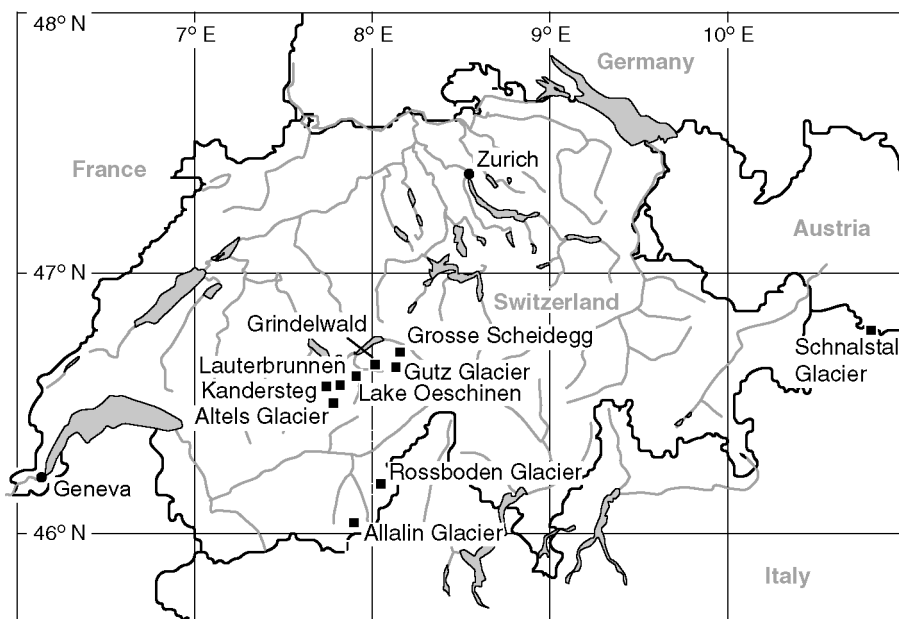 48° N
7° E
8° E
9° E
10° E
Germany
France
Zurich
Austria
47° N
Switzerland
Grindelwald
Grosse Scheidegg
Schnalstal
Glacier
Lauterbrunnen
Gutz Glacier
Kandersteg
Lake Oeschinen
Altels Glacier
Rossboden Glacier
Geneva
Allalin Glacier
46° N
Italy